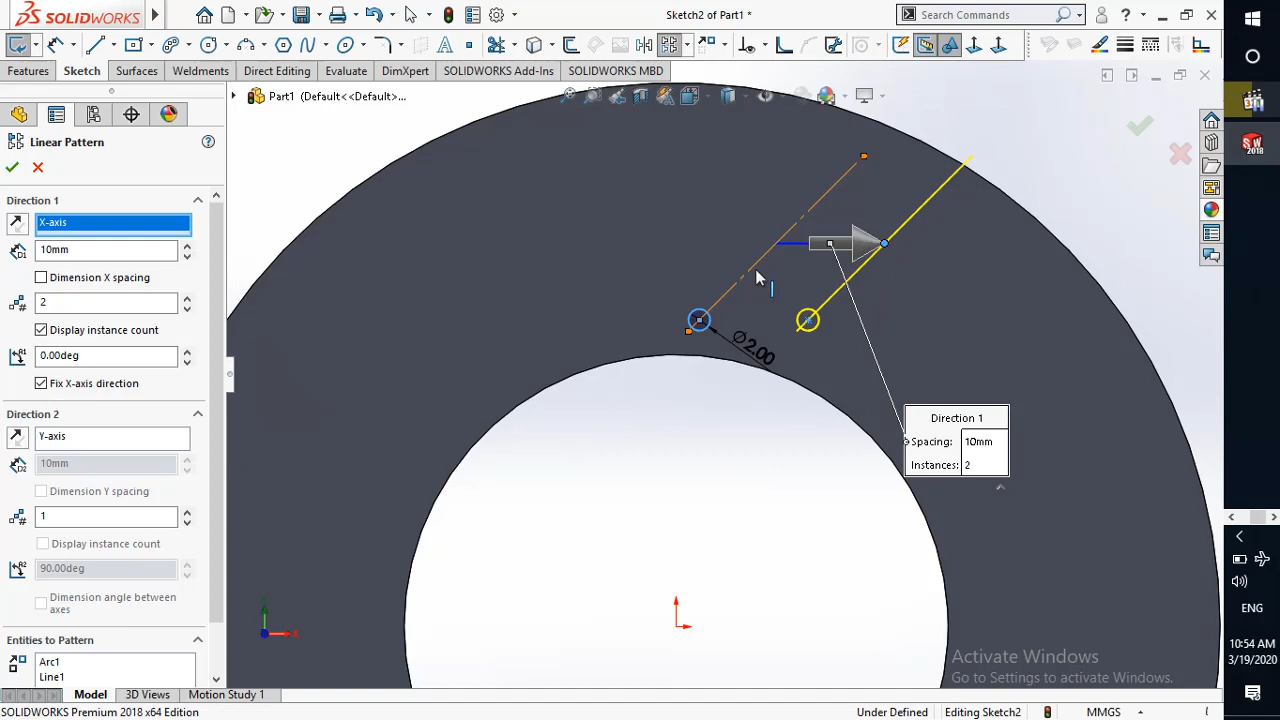 SOLIDWORKS
Sketch2 of Part1 *
Search Commands
Features
Sketch
Surfaces
Weldments
Direct Editing
Evaluate
DimXpert
SOLIDWORKS Add-Ins
SOLIDWORKS MBD
Part1 (Default<<Default>...
Linear Pattern
Direction 1
X-axis
10mm
Dimension X spacing
2
Display instance count
0.00deg
Fix X-axis direction
Direction 2
Y-axis
10mm
Dimension Y spacing
1
Display instance count
90.00deg
Dimension angle between
axes
Entities to Pattern
Arc1
Line1
∅2.00
Direction 1
Spacing: 10mm
Instances: 2
ENG
10:54 AM
3/19/2020
Activate Windows
Go to Settings to activate Windows.
Model
3D Views
Motion Study 1
SOLIDWORKS Premium 2018 x64 Edition
Under Defined
Editing Sketch2
MMGS